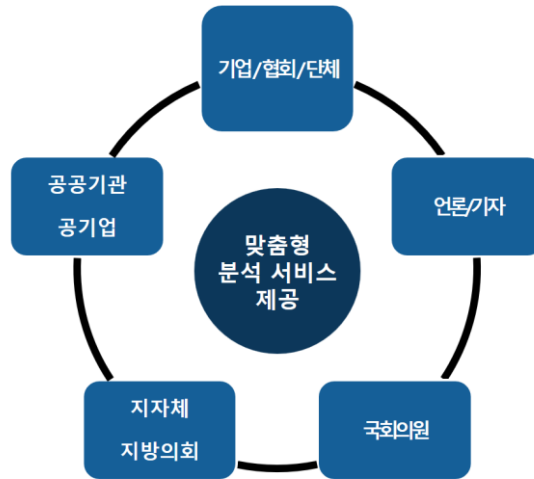 기업/협회/단체
공공기관
공기업
언론/기자
맞춤형
분석 서비스
제공
지자체
지방의회
국회의원